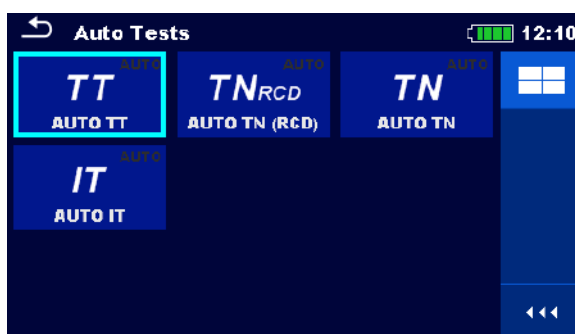 Auto Tests 12:10
AUTO AUTO AUTO
TT TNRCD TN
AUTO TT AUTO TN (RCD) AUTO TN
AUTO
IT
AUTO IT